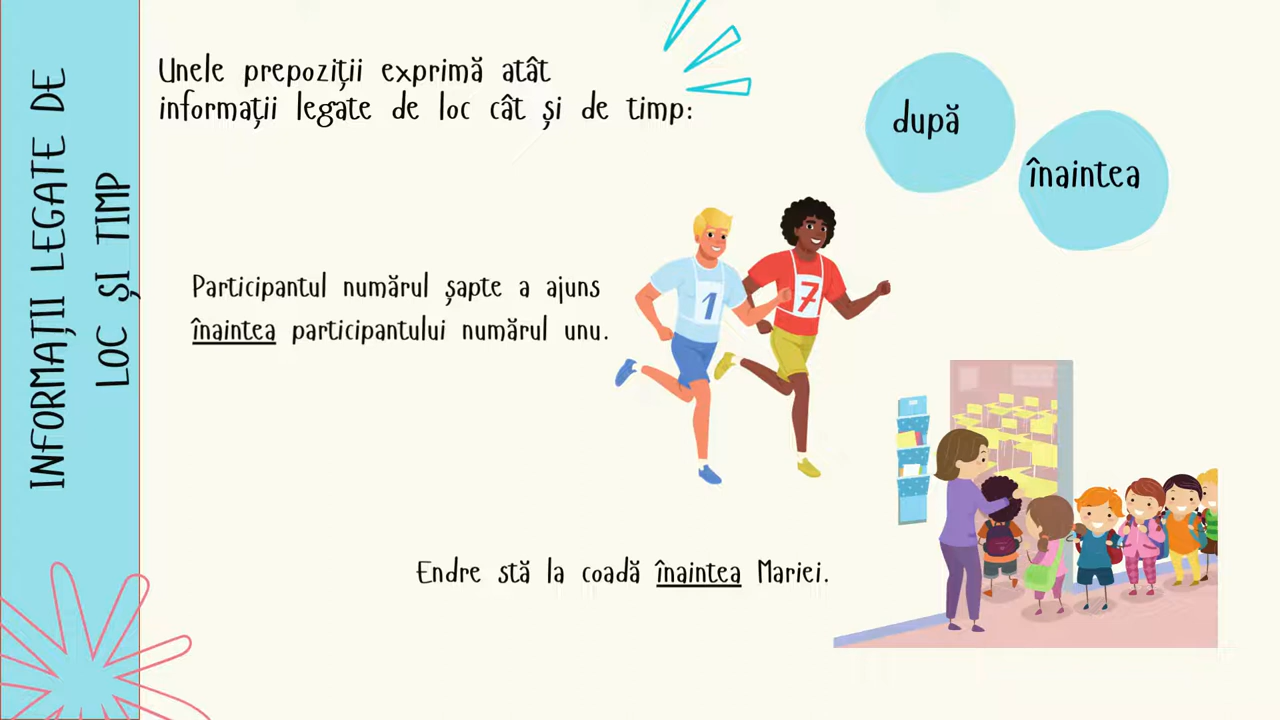 INFORMAȚII LEGATE DE
LOC ȘI TIMP
Unele prepoziții exprimă atât
informații legate de loc cât și de timp:
după
înaintea
Participantul numărul șapte a ajuns
înaintea participantului numărul unu.
1
7
Endre stă la coadă înaintea Mariei.